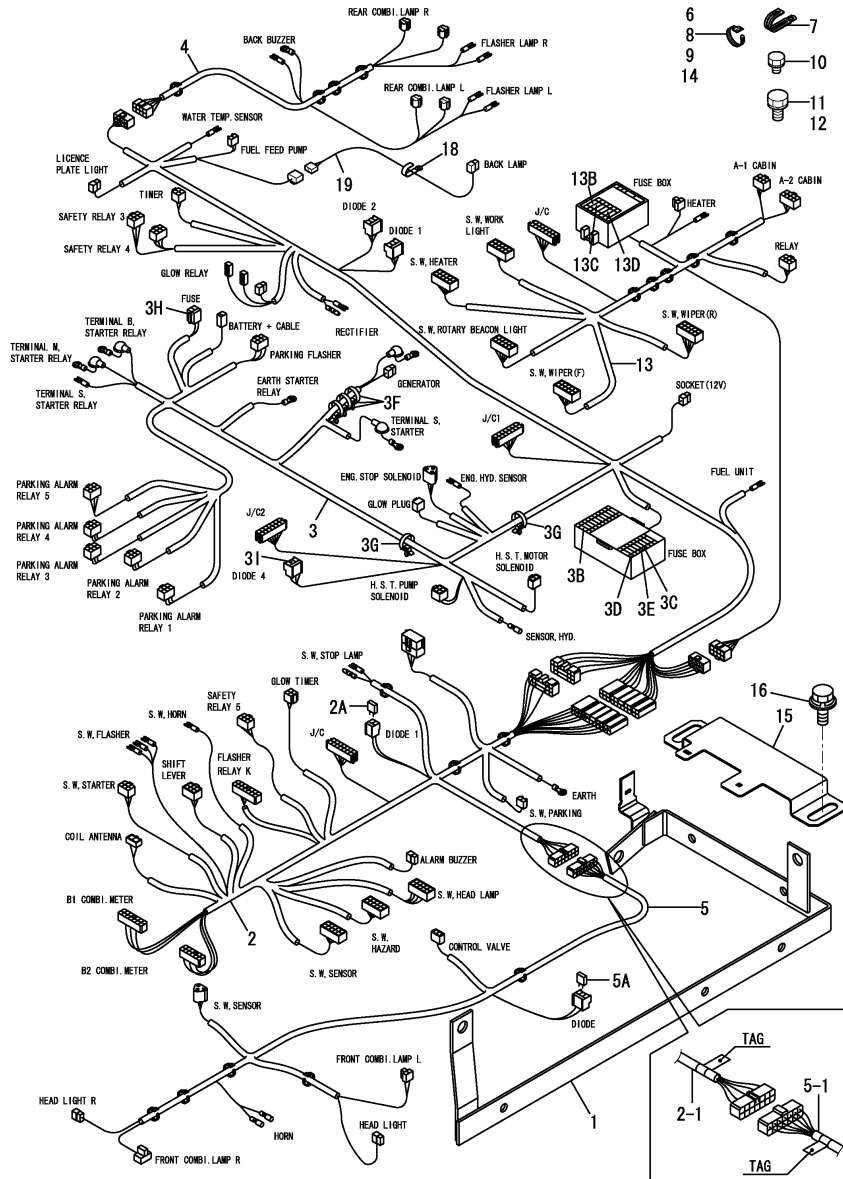 REAR COMBI.LAMP R
BACK BUZZER
4
FLASHER LAMP R
REAR COMBI.LAMP L
FLASHER LAMP L
6
8
9
14
7
10
11
12
WATER TEMP.SENSOR
FUEL FEED PUMP
LICENCE
PLATE LIGHT
18
19
BACK LAMP
TIMER
SAFETY RELAY 3
SAFETY RELAY 4
DIODE 2
DIODE 1
GLOW RELAY
RECTIFIER
13B
FUSE BOX
13C
13D
A-1 CABIN
A-2 CABIN
HEATER
J/C
S.W,WORK
LIGHT
S.W,HEATER
RELAY
S.W,ROTARY BEACON LIGHT
S.W,WIPER(R)
S.W,WIPER(F)
13
3H
FUSE
BATTERY + CABLE
TERMINAL B,
STARTER RELAY
TERMINAL M,
STARTER RELAY
TERMINAL S,
STARTER RELAY
PARKING FLASHER
EARTH STARTER
RELAY
GENERATOR
3F
TERMINAL S,
STARTER
SOCKET(12V)
J/C1
ENG.STOP SOLENOID
ENG.HYD.SENSOR
GLOW PLUG
FUEL UNIT
PARKING ALARM
RELAY 5
PARKING ALARM
RELAY 4
PARKING ALARM
RELAY 3
PARKING ALARM
RELAY 2
PARKING ALARM
RELAY 1
3
J/C2
3G
3G
3I
DIODE 4
H.S.T.PUMP
SOLENOID
H.S.T.MOTOR
SOLENOID
SENSOR,HYD.
FUSE BOX
3B
3D
3E
3C
S.W,STOP LAMP
GLOW TIMER
2A
DIODE 1
SAFETY
RELAY 5
S.W,HORN
S.W,FLASHER
J/C
SHIFT
LEVER
FLASHER
RELAY K
S.W,STARTER
COIL ANTENNA
B1 COMBI.METER
B2 COMBI.METER
2
EARTH
S.W,PARKING
16
15
ALARM BUZZER
S.W,HEAD LAMP
S.W,
HAZARD
S.W,SENSOR
5
CONTROL VALVE
5A
DIODE
S.W,SENSOR
FRONT COMBI.LAMP L
HEAD LIGHT R
HORN
HEAD LIGHT
FRONT COMBI.LAMP R
1
TAG
2-1
5-1
TAG